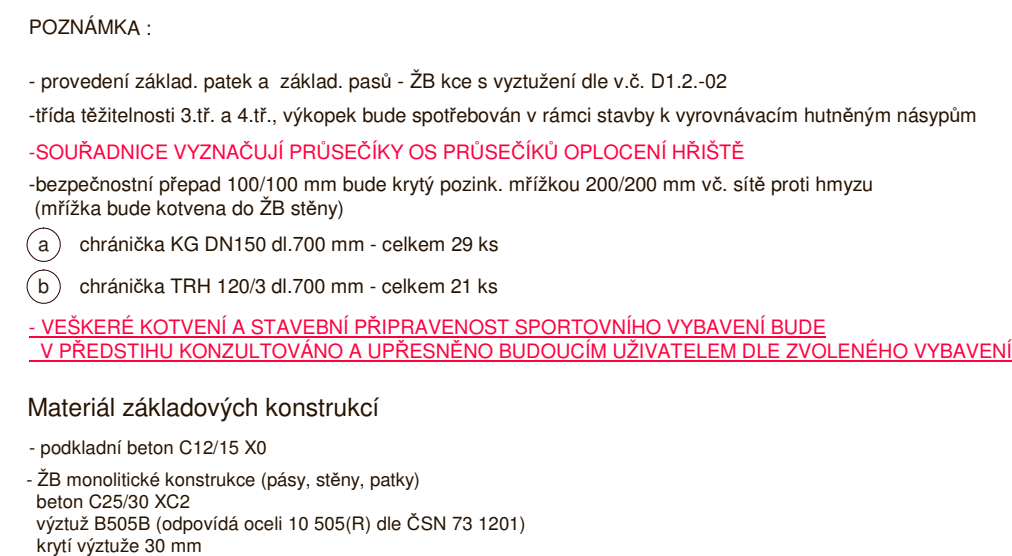 POZNÁMKA :
- provedení základ. patek a základ. pasů - ŽB kce s vyztužení dle v.č. D1.2.-02
-třída těžitelnosti 3.tř. a 4.tř., výkopek bude spotřebován v rámci stavby k vyrovnávacím hutněným násypům
-SOUŘADNICE VYZNAČUJÍ PRŮSEČÍKY OS PRŮSEČÍKŮ OPLOCENÍ HŘIŠTĚ
-bezpečnostní přepad 100/100 mm bude krytý pozink. mřížkou 200/200 mm vč. sítě proti hmyzu
(mřížka bude kotvena do ŽB stěny)
a chránička KG DN150 dl.700 mm - celkem 29 ks
b chránička TRH 120/3 dl.700 mm - celkem 21 ks
- VEŠKERÉ KOTVENÍ A STAVEBNÍ PŘIPRAVENOST SPORTOVNÍHO VYBAVENÍ BUDE
V PŘEDSTIHU KONZULTOVÁNO A UPŘESNĚNO BUDOUCÍM UŽIVATELEM DLE ZVOLENÉHO VYBAVENÍ
Materiál základových konstrukcí
- podkladní beton C12/15 X0
- ŽB monolitické konstrukce (pásy, stěny, patky)
beton C25/30 XC2
výztuž B505B (odpovídá oceli 10 505(R) dle ČSN 73 1201)
krytí výztuže 30 mm